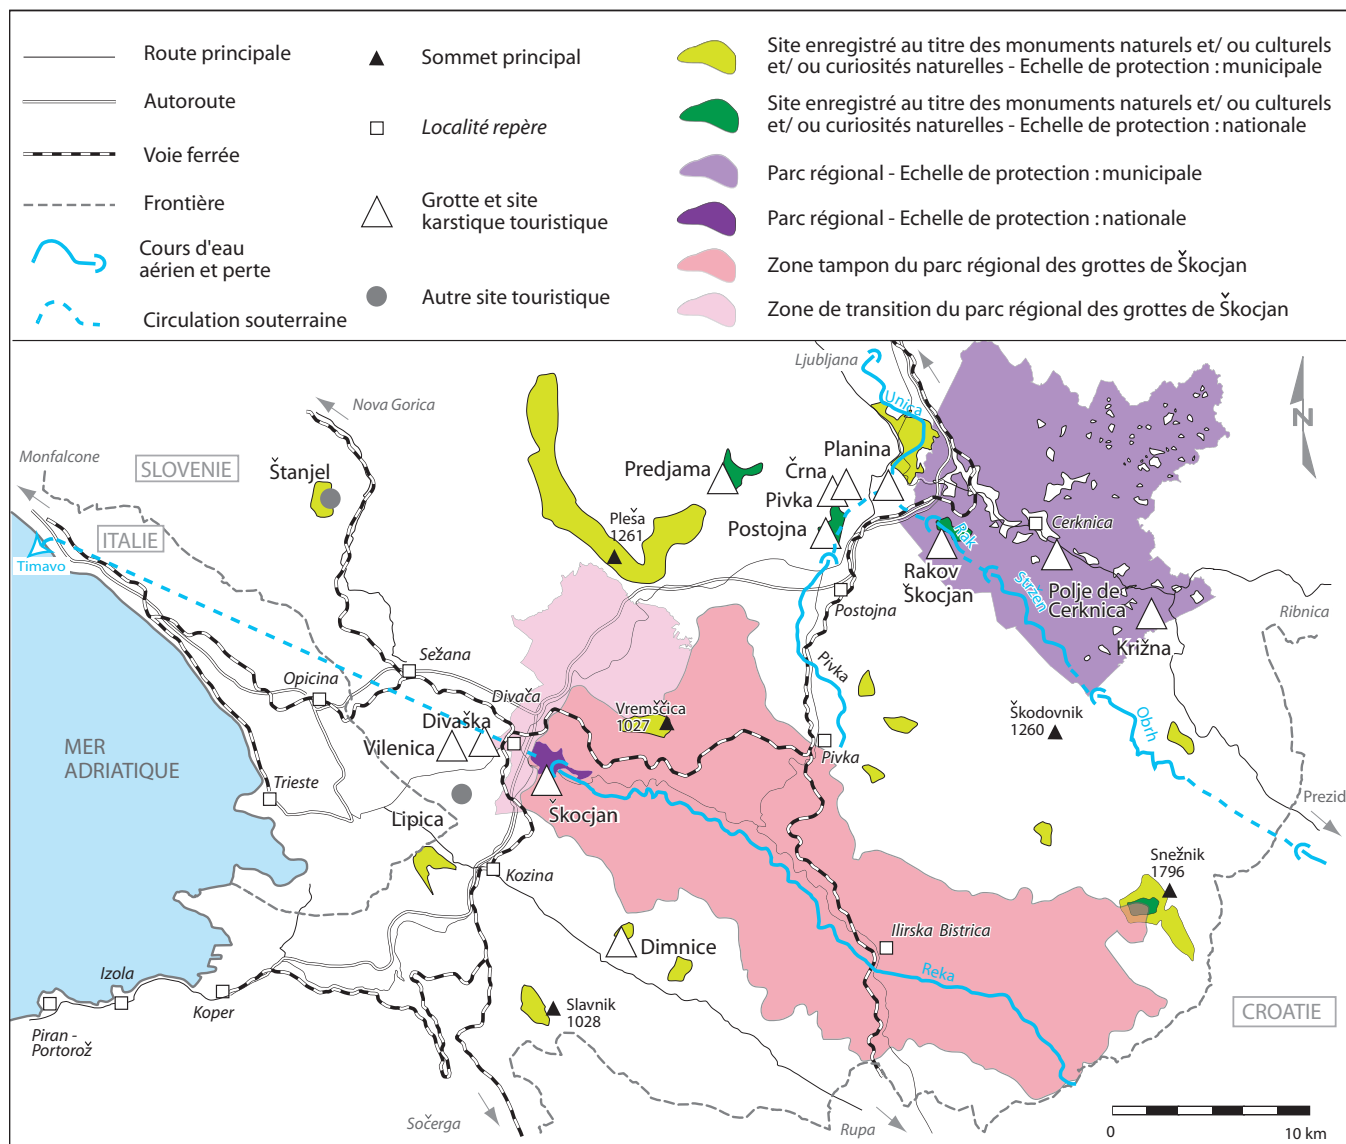 Route principale
Autoroute
Voie ferrée
Frontière
Cours d'eau
aérien et perte
Circulation souterraine
Sommet principal
Localité repère
Grotte et site
karstique touristique
Autre site touristique
Site enregistré au titre des monuments naturels et/ ou culturels
et/ ou curiosités naturelles - Echelle de protection : municipale
Site enregistré au titre des monuments naturels et/ ou culturels
et/ ou curiosités naturelles - Echelle de protection : nationale
Parc régional - Echelle de protection : municipale
Parc régional - Echelle de protection : nationale
Zone tampon du parc régional des grottes de Škocjan
Zone de transition du parc régional des grottes de Škocjan
Ljubljana
N
Nova Gorica
Unica
Monfalcone
SLOVENIE
Štanjel
Predjama
Planina
Črna
Pivka
Postojna
Pleša
1261
Cerknica
Rak
ITALIE
Timavo
Rakov
Škocjan
Strzen
Polje de
Cerknica
Postojna
Ribnica
Križna
Sežana
Opicina
Divača
Pivka
Vremščica
1027
Divaška
Vilenica
Škodovnik
1260
Obrh
MER
ADRIATIQUE
Pivka
Trieste
Škocjan
Prezid
Lipica
Kozina
Snežnik
1796
Ilirska Bistrica
Dimnice
Reka
Izola
Koper
Slavnik
1028
CROATIE
Piran -
Portorož
Sočerga
Rupa
0
10 km